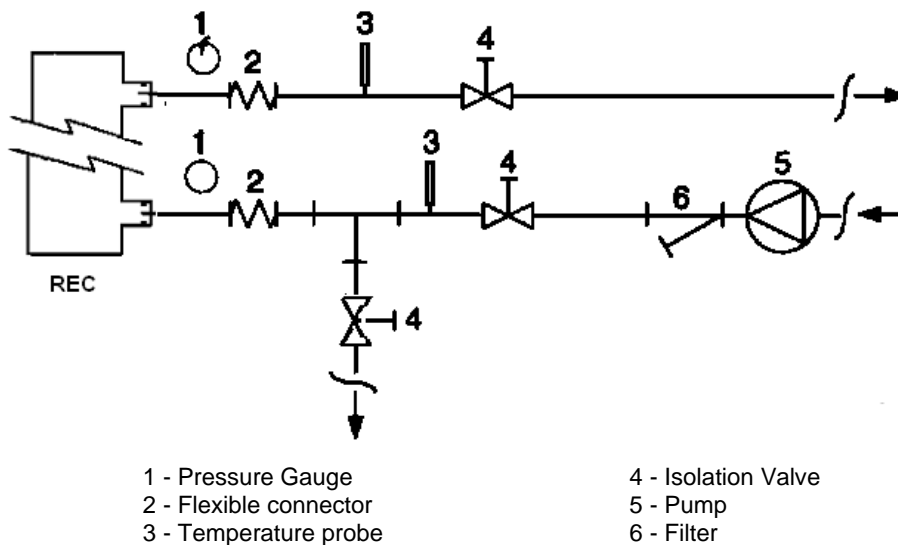 1
2
3
4
1
2
3
4
6
5
REC
4
1 - Pressure Gauge
2 - Flexible connector
3 - Temperature probe
4 - Isolation Valve
5 - Pump
6 - Filter